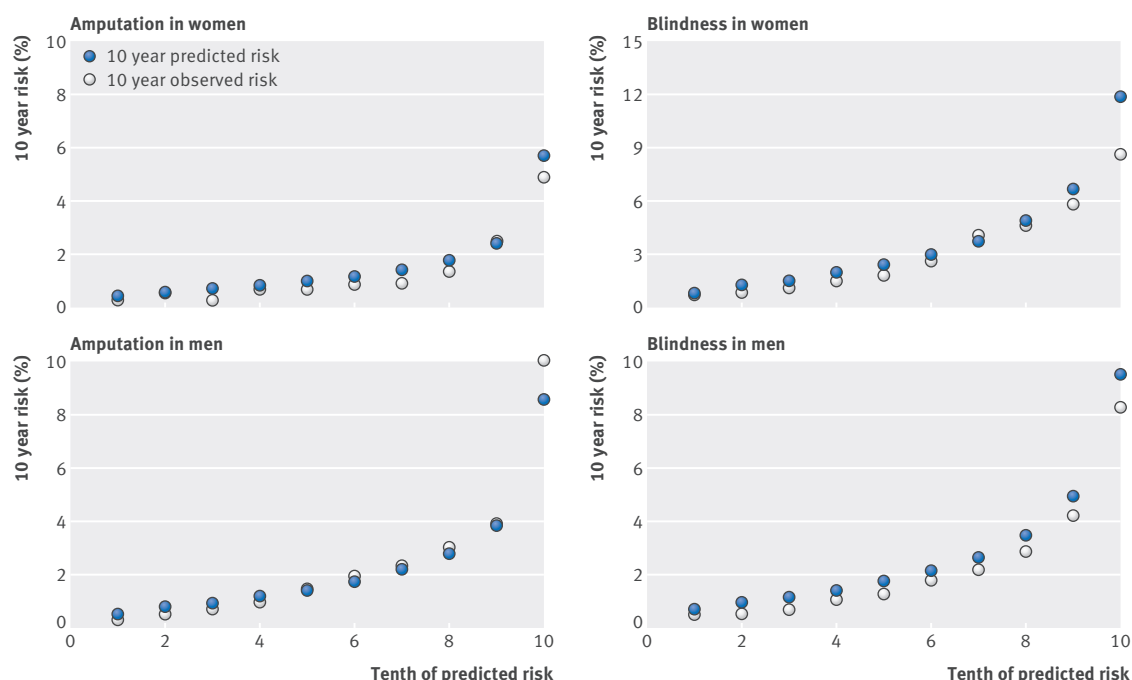 Amputation in women
10 year risk (%)
10
8
6
4
2
0
10 year predicted risk
10 year observed risk
Blindness in women
10 year risk (%)
15
12
9
6
3
0
Amputation in men
10 year risk (%)
10
8
6
4
2
0
0 2 4 6 8 10
Tenth of predicted risk
Blindness in men
10 year risk (%)
10
8
6
4
2
0
0 2 4 6 8 10
Tenth of predicted risk